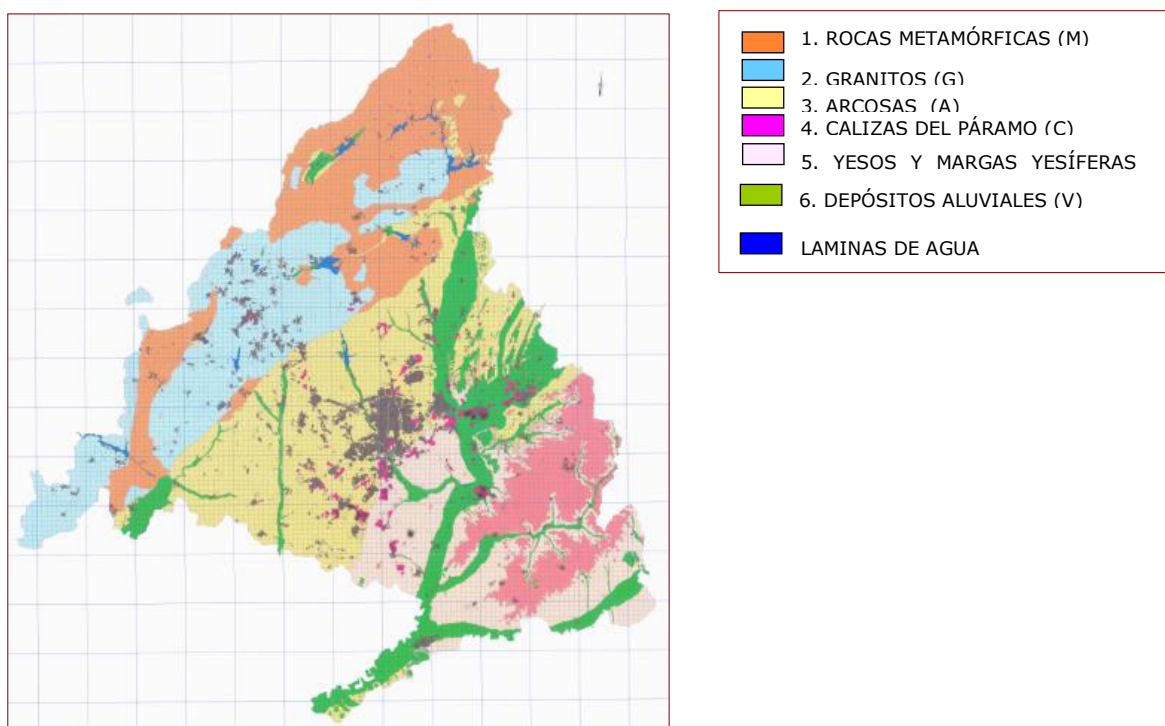 1. ROCAS METAMÓRFICAS (M)
2. GRANITOS (G)
3. ARCOSAS (A)
4. CALIZAS DEL PÁRAMO (C)
5. YESOS Y MARGAS YESÍFERAS
6. DEPÓSITOS ALUVIALES (V)
LAMINAS DE AGUA